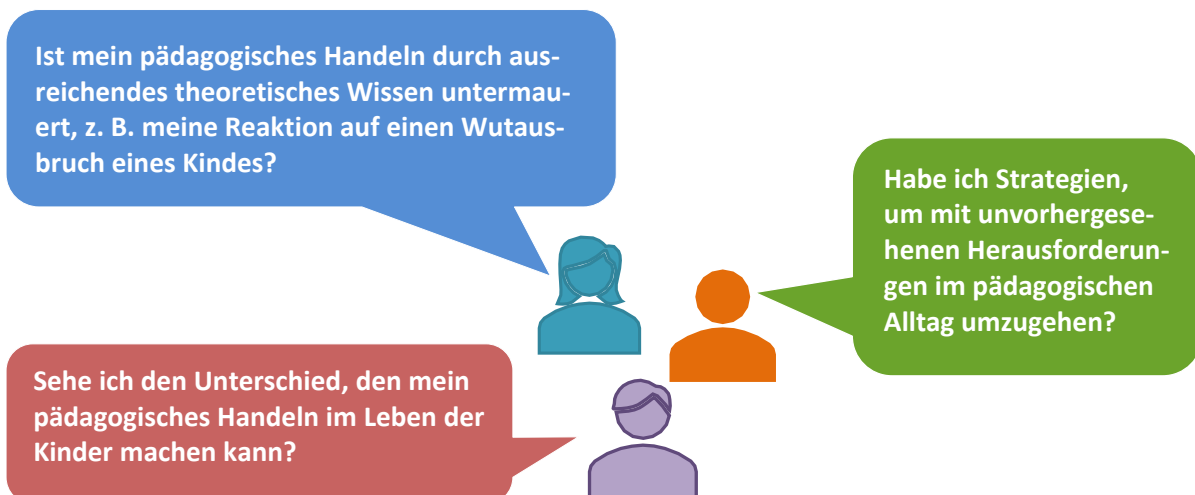 Ist mein pädagogisches Handeln durch aus-
reichendes theoretisches Wissen untermau-
ert, z. B. meine Reaktion auf einen Wutaus-
bruch eines Kindes?
Habe ich Strategien,
um mit unvorhergese-
henen Herausforderun-
gen im pädagogischen
Alltag umzugehen?
Sehe ich den Unterschied, den mein
pädagogisches Handeln im Leben der
Kinder machen kann?